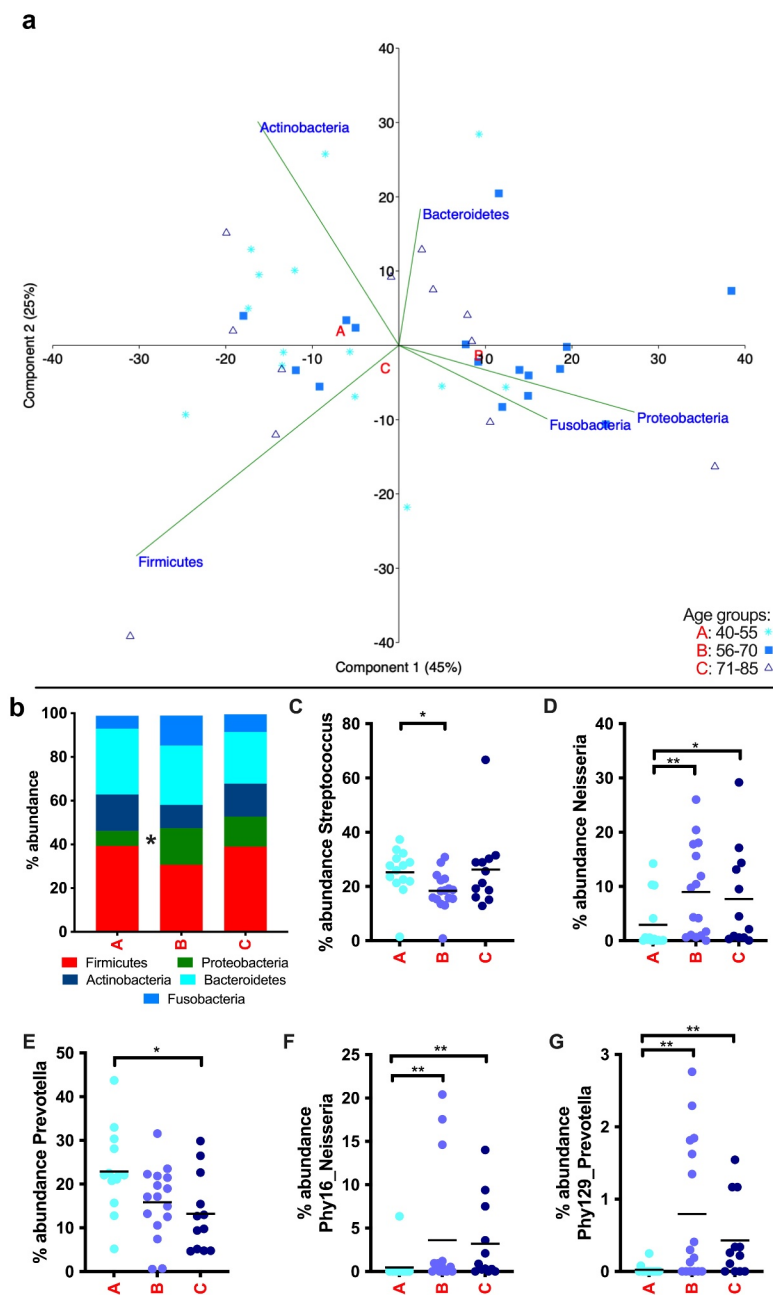 a
40
30
Actinobacteria
20
Bacteroidetes
10
Component 2 (25%)
A
B
-40
-30
-20
-10
10
20
30
40
C
-10
Proteobacteria
Fusobacteria
-20
Firmicutes
-30
Age groups:
A: 40-55
-40
B: 56-70
Component 1 (45%)
C: 71-85
b
% abundance
100
80
60
40
20
0
*
A
B
C
Firmicutes
Proteobacteria
Actinobacteria
Bacteroidetes
Fusobacteria
C
% abundance Streptococcus
80
60
40
20
0
*
A
B
C
D
% abundance Neisseria
40
30
20
10
0
*
**
A
B
C
E
% abundance Prevotella
50
40
30
20
10
0
*
A
B
C
F
% abundance
Phy16_Neisseria
25
20
15
10
5
0
**
**
A
B
C
G
% abundance
Phy129_Prevotella
3
2
1
0
**
**
A
B
C